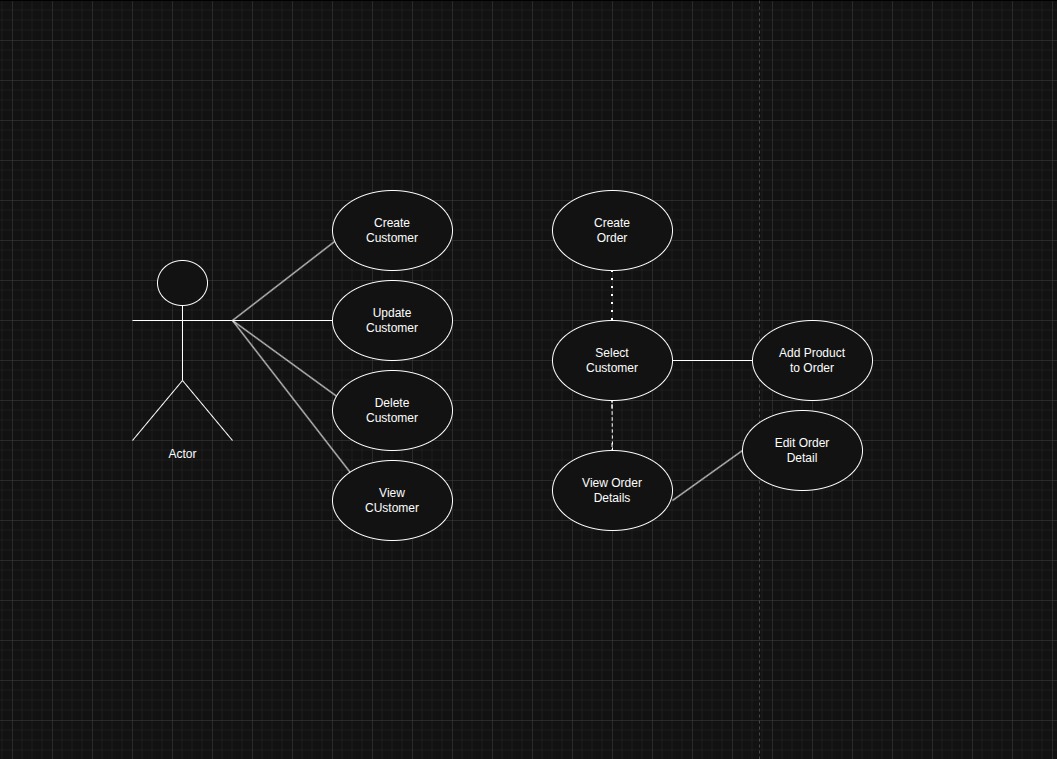 Create
Customer
Update
Customer
Delete
Customer
View
CUstomer
Actor
Create
Order
Select
Customer
View Order
Details
Add Product
to Order
Edit Order
Detail